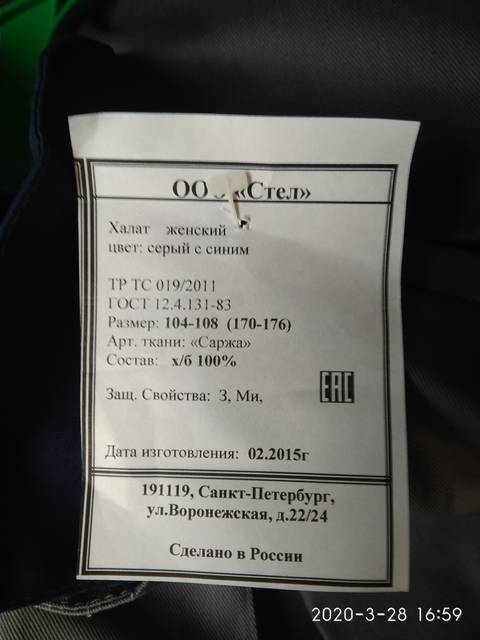 ООО «Стел»
Халат женский
цвет: серый с синим
ТР ТС 019/2011
ГОСТ 12.4.131-83
Размер: 104-108 (170-176)
Арт. ткани: «Саржа»
Состав: х/б 100%
Защ. Свойства: З, Ми,
EAC
Дата изготовления: 02.2015г
191119, Санкт-Петербург,
ул.Воронежская, д.22/24
Сделано в России
2020-3-28 16:59